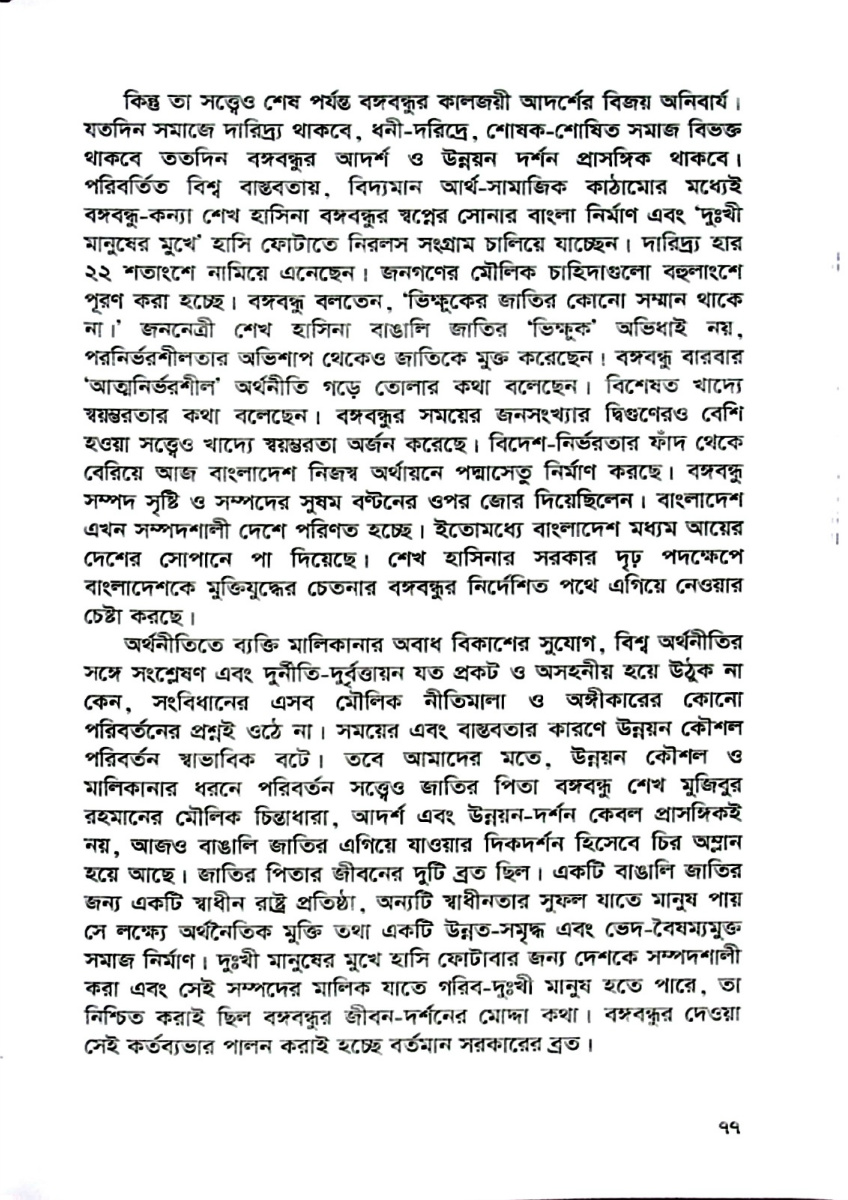 কিন্তু তা সত্ত্বেও শেষ পর্যন্ত বঙ্গবন্ধুর কালজয়ী আদর্শের বিজয় অনিবার্য।
যতদিন সমাজে দারিদ্র্য থাকবে, ধনী-দরিদ্রে, শোষক-শোষিত সমাজ বিভক্ত
থাকবে ততদিন বঙ্গবন্ধুর আদর্শ ও উন্নয়ন দর্শন প্রাসঙ্গিক থাকবে।
পরিবর্তিত বিশ্ব বাস্তবতায়, বিদ্যমান আর্থ-সামাজিক কাঠামোর মধ্যেই
বঙ্গবন্ধু-কন্যা শেখ হাসিনা বঙ্গবন্ধুর স্বপ্নের সোনার বাংলা নির্মাণ এবং ‘দুঃখী
মানুষের মুখে’ হাসি ফোটাতে নিরলস সংগ্রাম চালিয়ে যাচ্ছেন। দারিদ্র্য হার
২২ শতাংশে নামিয়ে এনেছেন। জনগণের মৌলিক চাহিদাগুলো বহুলাংশে
পূরণ করা হচ্ছে। বঙ্গবন্ধু বলতেন, ‘ভিক্ষুকের জাতির কোনো সম্মান থাকে
না।’ জননেত্রী শেখ হাসিনা বাঙালি জাতির ‘ভিক্ষুক’ অভিধাই নয়,
পরনির্ভরশীলতার অভিশাপ থেকেও জাতিকে মুক্ত করেছেন। বঙ্গবন্ধু বারবার
‘আত্মনির্ভরশীল’ অর্থনীতি গড়ে তোলার কথা বলেছেন। বিশেষত খাদ্যে
স্বয়ম্ভরতার কথা বলেছেন। বঙ্গবন্ধুর সময়ের জনসংখ্যার দ্বিগুণেরও বেশি
হওয়া সত্ত্বেও খাদ্যে স্বয়ম্ভরতা অর্জন করেছে। বিদেশ-নির্ভরতার ফাঁদ থেকে
বেরিয়ে আজ বাংলাদেশ নিজস্ব অর্থায়নে পদ্মাসেতু নির্মাণ করছে। বঙ্গবন্ধু
সম্পদ সৃষ্টি ও সম্পদের সুষম বণ্টনের ওপর জোর দিয়েছিলেন। বাংলাদেশ
এখন সম্পদশালী দেশে পরিণত হচ্ছে। ইতোমধ্যে বাংলাদেশ মধ্যম আয়ের
দেশের সোপানে পা দিয়েছে। শেখ হাসিনার সরকার দৃঢ় পদক্ষেপে
বাংলাদেশকে মুক্তিযুদ্ধের চেতনার বঙ্গবন্ধুর নির্দেশিত পথে এগিয়ে নেওয়ার
চেষ্টা করছে।
অর্থনীতিতে ব্যক্তি মালিকানার অবাধ বিকাশের সুযোগ, বিশ্ব অর্থনীতির
সঙ্গে সংশ্লেষণ এবং দুর্নীতি-দুর্বৃত্তায়ন যত প্রকট ও অসহনীয় হয়ে উঠুক না
কেন, সংবিধানের এসব মৌলিক নীতিমালা ও অঙ্গীকারের কোনো
পরিবর্তনের প্রশ্নই ওঠে না। সময়ের এবং বাস্তবতার কারণে উন্নয়ন কৌশল
পরিবর্তন স্বাভাবিক বটে। তবে আমাদের মতে, উন্নয়ন কৌশল ও
মালিকানার ধরনে পরিবর্তন সত্ত্বেও জাতির পিতা বঙ্গবন্ধু শেখ মুজিবুর
রহমানের মৌলিক চিন্তাধারা, আদর্শ এবং উন্নয়ন-দর্শন কেবল প্রাসঙ্গিকই
নয়, আজও বাঙালি জাতির এগিয়ে যাওয়ার দিকদর্শন হিসেবে চির অম্লান
হয়ে আছে। জাতির পিতার জীবনের দুটি ব্রত ছিল। একটি বাঙালি জাতির
জন্য একটি স্বাধীন রাষ্ট্র প্রতিষ্ঠা, অন্যটি স্বাধীনতার সুফল যাতে মানুষ পায়
সে লক্ষ্যে অর্থনৈতিক মুক্তি তথা একটি উন্নত-সমৃদ্ধ এবং ভেদ-বৈষম্যমুক্ত
সমাজ নির্মাণ। দুঃখী মানুষের মুখে হাসি ফোটাবার জন্য দেশকে সম্পদশালী
করা এবং সেই সম্পদের মালিক যাতে গরিব-দুঃখী মানুষ হতে পারে, তা
নিশ্চিত করাই ছিল বঙ্গবন্ধুর জীবন-দর্শনের মোদ্দা কথা। বঙ্গবন্ধুর দেওয়া
সেই কর্তব্যভার পালন করাই হচ্ছে বর্তমান সরকারের ব্রত।
৭৭